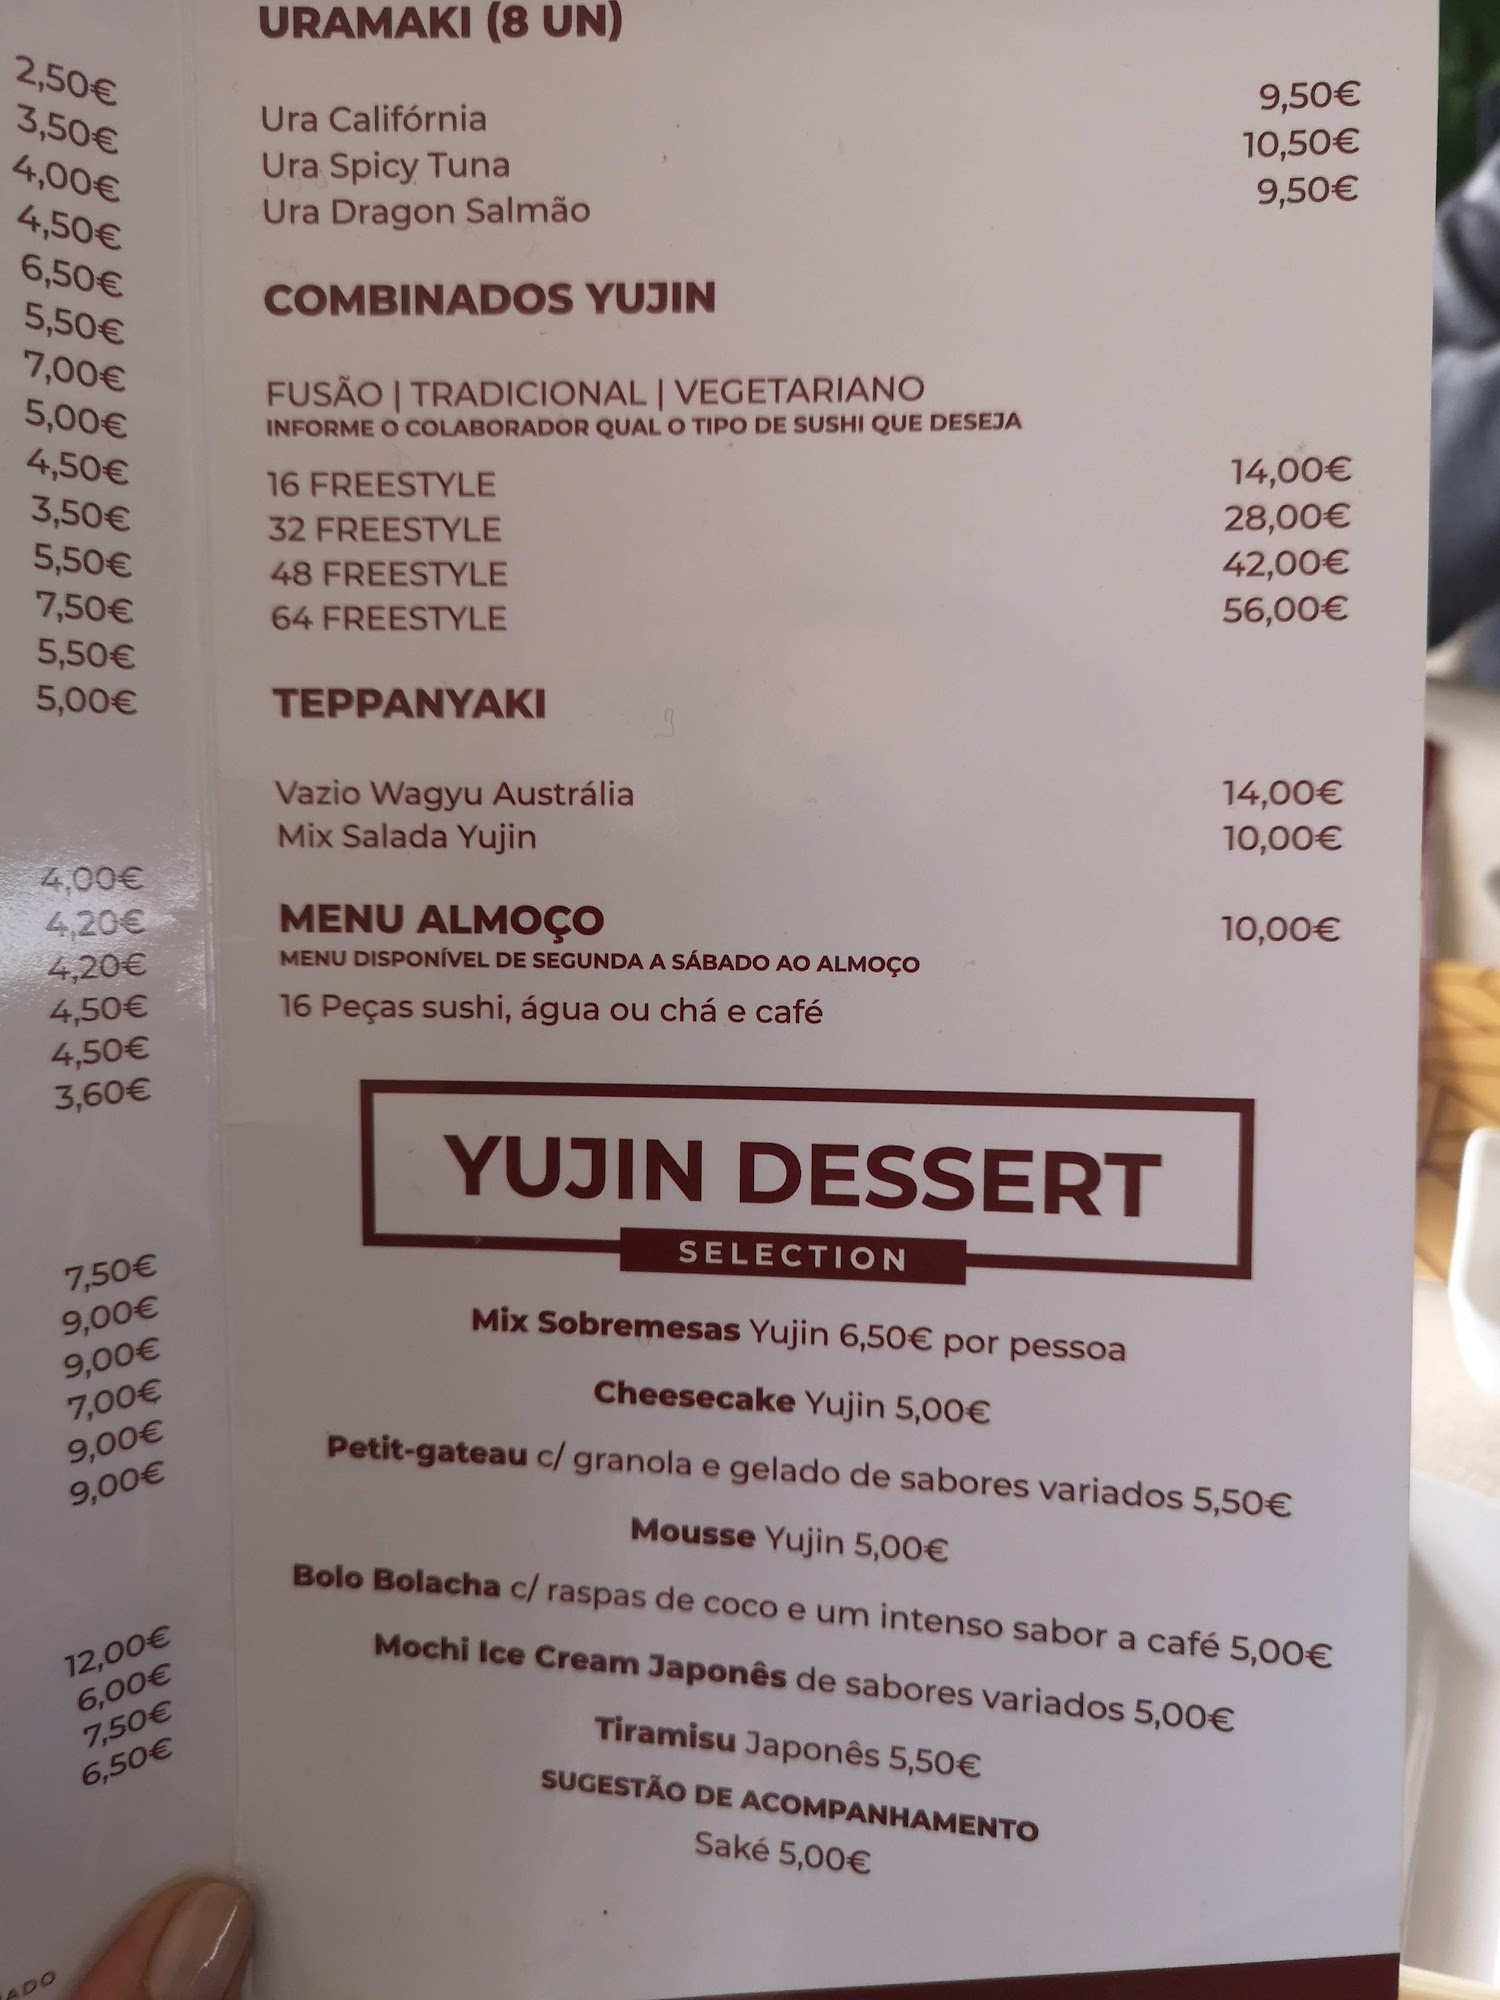 2,50€
3,50€
4,00€
4,50€
6,50€
5,50€
7,00€
5,00€
4,50€
3,50€
5,50€
7,50€
5,50€
5,00€
4,00€
4,20€
4,20€
4,50€
4,50€
3,60€
7,50€
9,00€
9,00€
7,00€
9,00€
9,00€
12,00€
6,00€
7,50€
6,50€
URAMAKI (8 UN)
Ura Califórnia 9,50€
Ura Spicy Tuna 10,50€
Ura Dragon Salmão 9,50€
COMBINADOS YUJIN
FUSÃO | TRADICIONAL | VEGETARIANO
INFORME O COLABORADOR QUAL O TIPO DE SUSHI QUE DESEJA
16 FREESTYLE 14,00€
32 FREESTYLE 28,00€
48 FREESTYLE 42,00€
64 FREESTYLE 56,00€
TEPPANYAKI
Vazio Wagyu Austrália 14,00€
Mix Salada Yujin 10,00€
MENU ALMOÇO 10,00€
MENU DISPONÍVEL DE SEGUNDA A SÁBADO AO ALMOÇO
16 Peças sushi, água ou chá e café
YUJIN DESSERT
SELECTION
Mix Sobremesas Yujin 6,50€ por pessoa
Cheesecake Yujin 5,00€
Petit-gateau c/ granola e gelado de sabores variados 5,50€
Mousse Yujin 5,00€
Bolo Bolacha c/ raspas de coco e um intenso sabor a café 5,00€
Mochi Ice Cream Japonês de sabores variados 5,00€
Tiramisu Japonês 5,50€
SUGESTÃO DE ACOMPANHAMENTO
Saké 5,00€